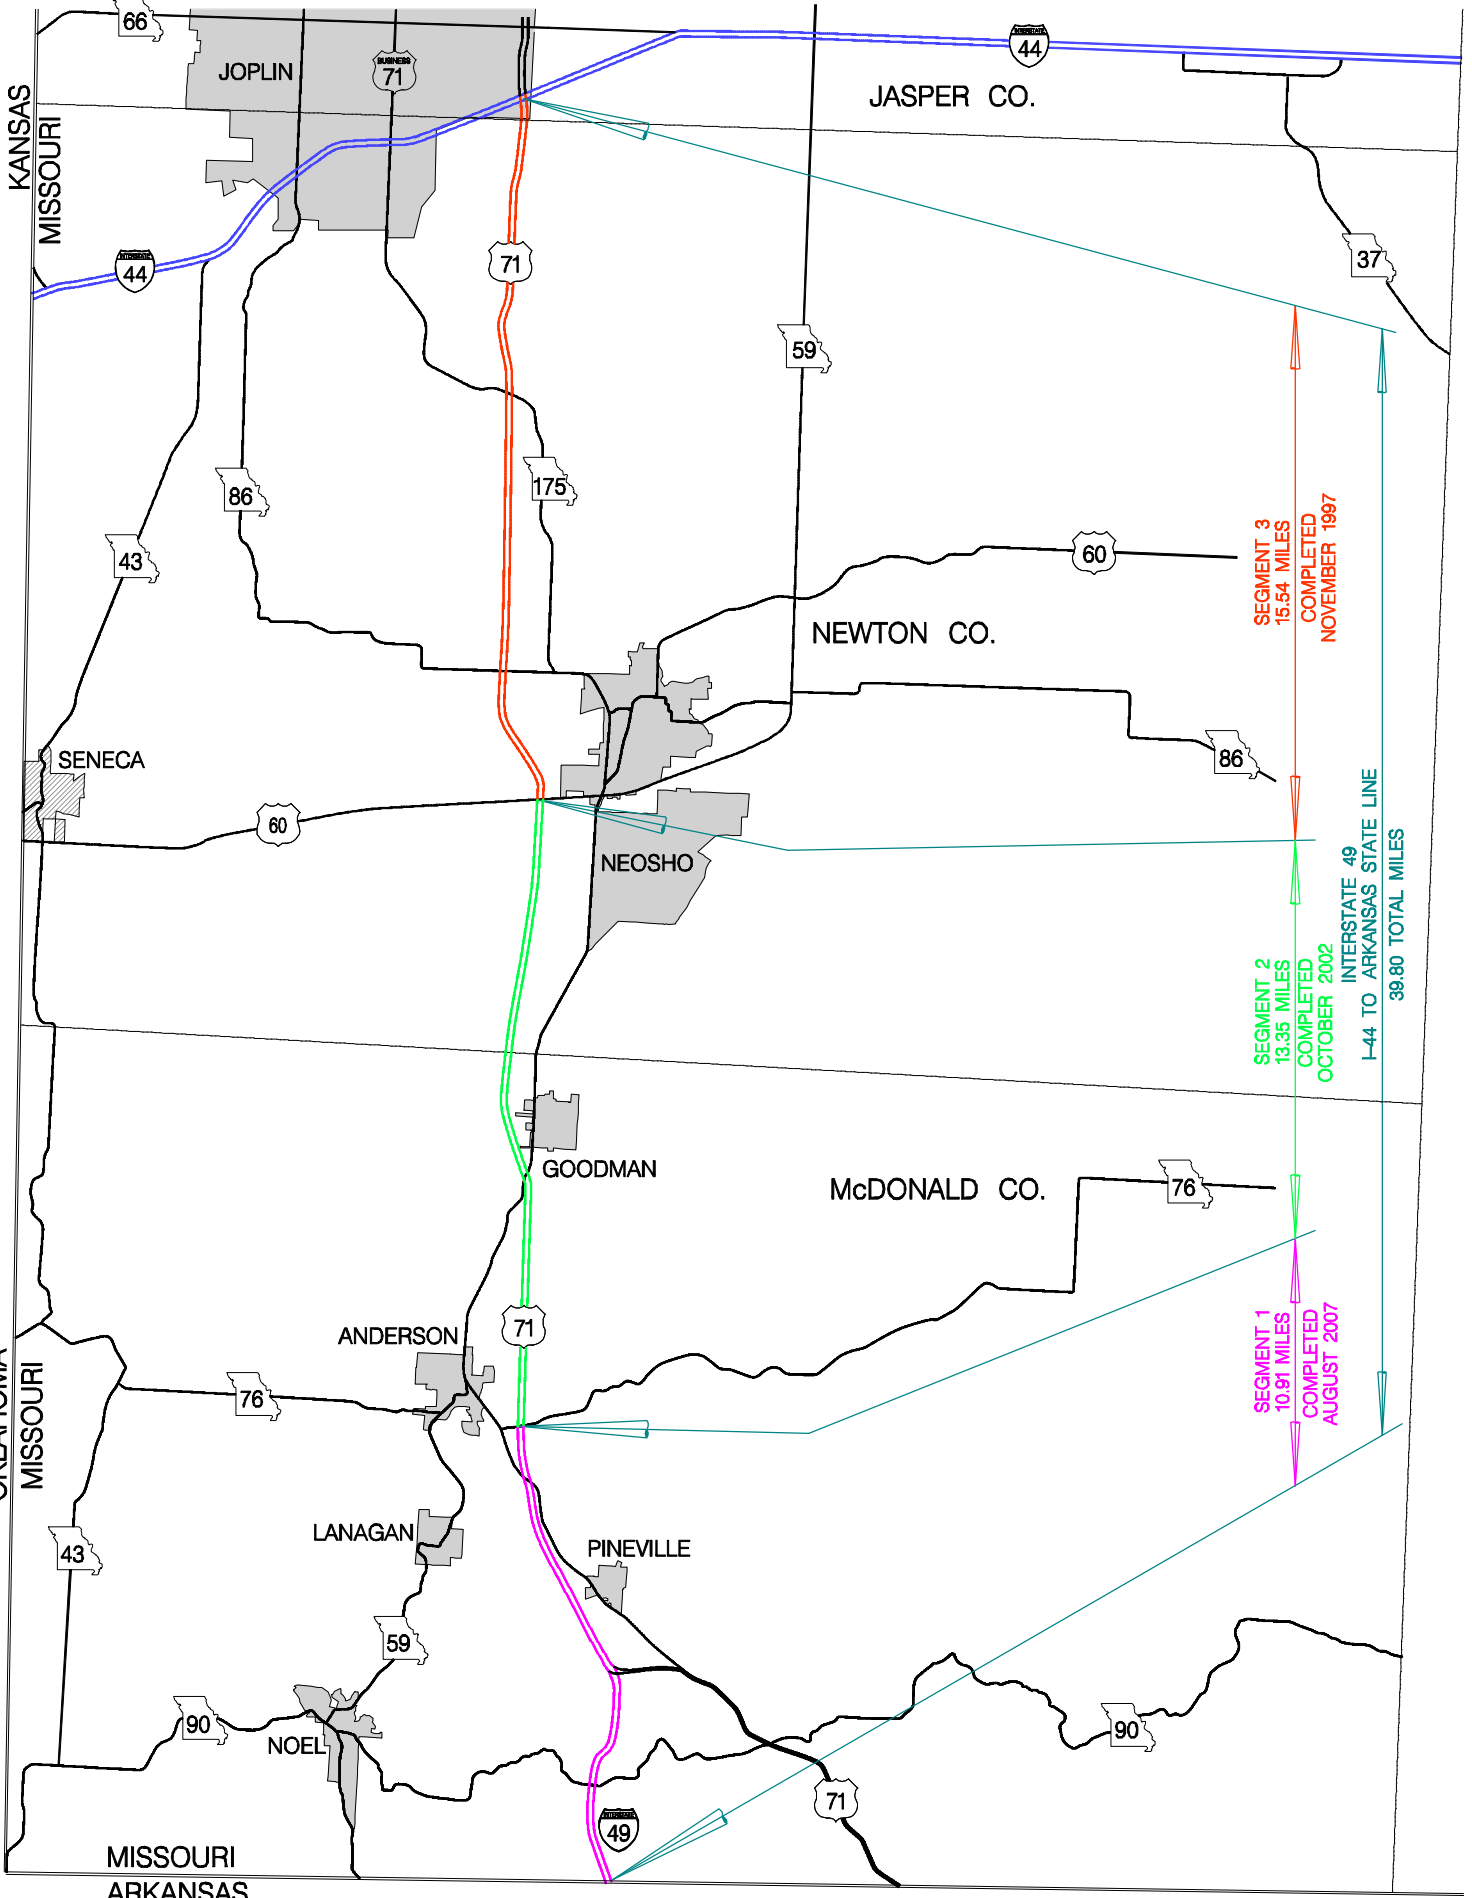 66
JOPLIN
BUSINESS
71
INTERSTATE
44
JASPER CO.
KANSAS
MISSOURI
INTERSTATE
44
71
37
59
86
175
43
60
NEWTON CO.
SEGMENT 3
15.54 MILES
COMPLETED
NOVEMBER 1997
SENECA
86
60
NEOSHO
INTERSTATE 49
I-44 TO ARKANSAS STATE LINE
39.80 TOTAL MILES
SEGMENT 2
13.35 MILES
COMPLETED
OCTOBER 2002
GOODMAN
McDONALD CO.
76
ANDERSON
71
OKLAHOMA
MISSOURI
76
SEGMENT 1
10.91 MILES
COMPLETED
AUGUST 2007
LANAGAN
PINEVILLE
43
59
90
NOEL
90
71
INTERSTATE
49
MISSOURI
ARKANSAS